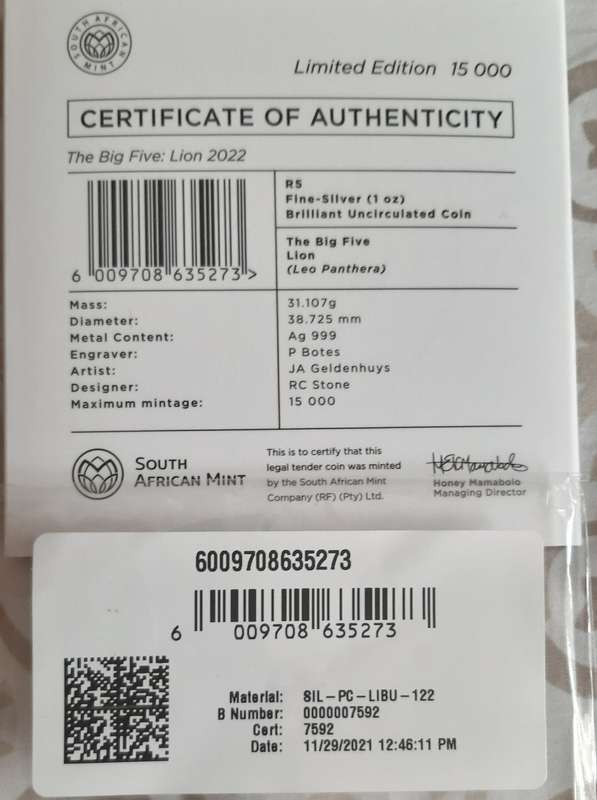 SOUTH AFRICAN MINT
Limited Edition 15 000
CERTIFICATE OF AUTHENTICITY
The Big Five: Lion 2022
R5
Fine-Silver (1 oz)
Brilliant Uncirculated Coin
6 009708 635273 >
The Big Five
Lion
(Leo Panthera)
Mass: 31.107g
Diameter: 38.725 mm
Metal Content: Ag 999
Engraver: P Botes
Artist: JA Geldenhuys
Designer: RC Stone
Maximum mintage: 15 000
SOUTH
AFRICAN MINT
This is to certify that this
legal tender coin was minted
by the South African Mint
Company (RF) (Pty) Ltd.
Honey Mamabolo
Managing Director
6009708635273
6 009708 635273
Material: SIL-PC-LIBU-122
B Number: 0000007592
Cert: 7592
Date: 11/29/2021 12:46:11 PM